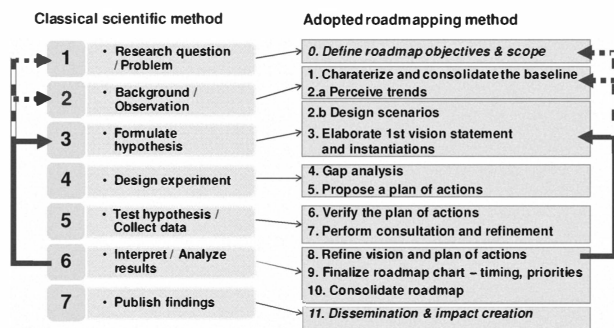 Classical scientific method
Adopted roadmapping method
1
• Research question
/ Problem
2
• Background /
Observation
3
• Formulate
hypothesis
4
• Design experiment
5
• Test hypothesis /
Collect data
6
• Interpret / Analyze
results
7
• Publish findings
0. Define roadmap objectives & scope
1. Charaterize and consolidate the baseline
2.a Perceive trends
2.b Design scenarios
3. Elaborate 1st vision statement
and instantiations
4. Gap analysis
5. Propose a plan of actions
6. Verify the plan of actions
7. Perform consultation and refinement
8. Refine vision and plan of actions
9. Finalize roadmap chart – timing, priorities
10. Consolidate roadmap
11. Dissemination & impact creation